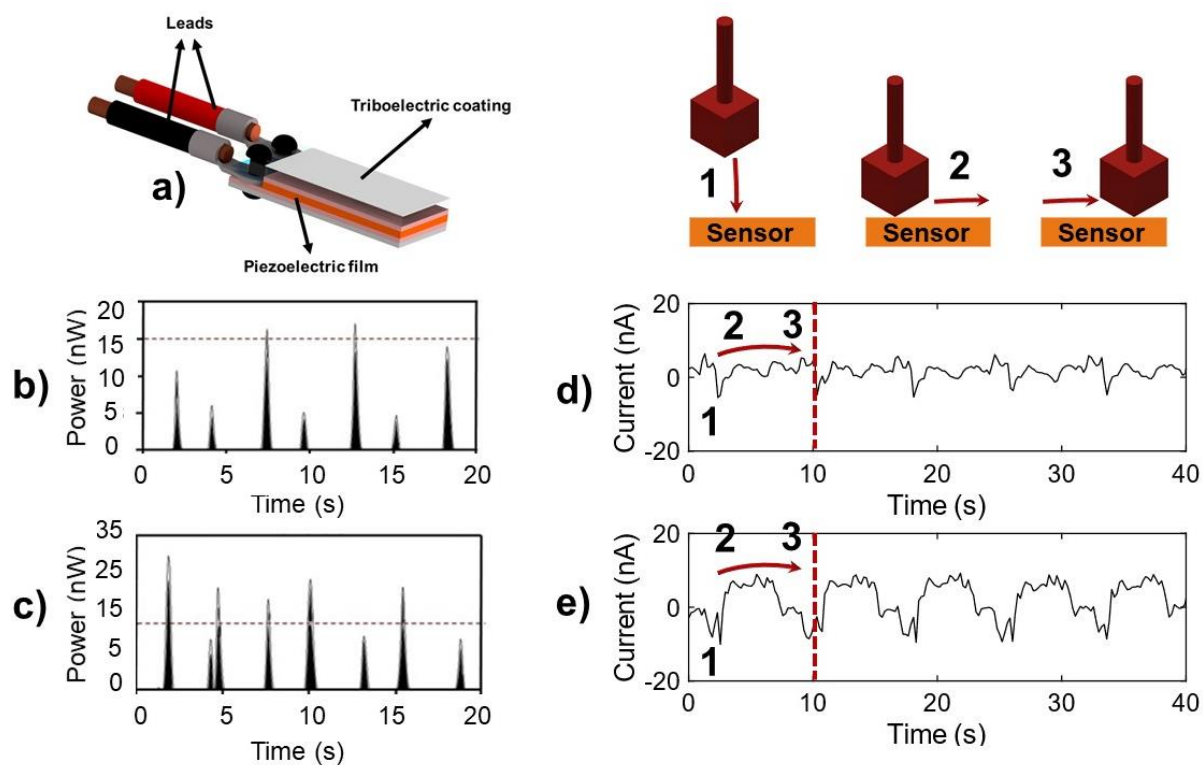 Leads
Triboelectric coating
a)
Piezoelectric film
1
2
3
Sensor
Sensor
Sensor
b)
Power (nW)
20
15
10
5
0
0 5 10 15 20
Time (s)
c)
Power (nW)
35
25
15
5
0
0 5 10 15 20
Time (s)
d)
Current (nA)
20
0
-20
1
2
3
0 10 20 30 40
Time (s)
e)
Current (nA)
20
0
-20
1
2
3
0 10 20 30 40
Time (s)